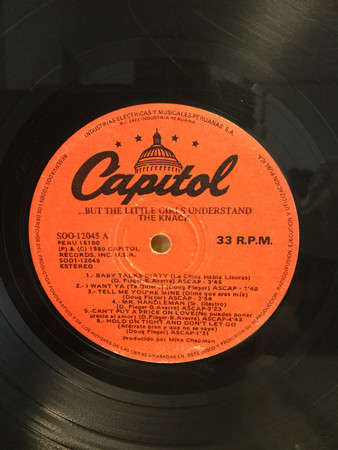 INDUSTRIAS ELECTRICAS Y MUSICALES PERUANAS S.A.
Capitol
...BUT THE LITTLE GIRLS UNDERSTAND
THE KNACK
SOO-12045 A
PERU 16100
(P) & (C) 1980 CAPITOL
RECORDS, INC. U.S.A.
SOO1-12045
ESTEREO
33 R.P.M.
1.- BABY TALKS DIRTY (La Chica Habla Lisuras)
(D. Fieger-B. Averre) ASCAP - 3'45
2.- I WANT YA (Te Quiero) (Doug Fieger) ASCAP - 1'40
3.- TELL ME YOU'RE MINE (Dime que eres mía)
(D. Fieger-B. Averre) ASCAP - 2'54
4.- MR. HANDLEMAN (Sr. Diestro)
(D. Fieger-B. Averre) ASCAP-3'23
5.-CAN'T PUT A PRICE ON LOVE(No puedes poner
precio al amor) (D. Fieger-B. Averre) ASCAP-4'43
6.- HOLD ON TIGHT AND DON'T LET GO
(Aférrate bien y que no se vaya)
(Doug Fieger) ASCAP-1'31
Producido por Mike Chapman